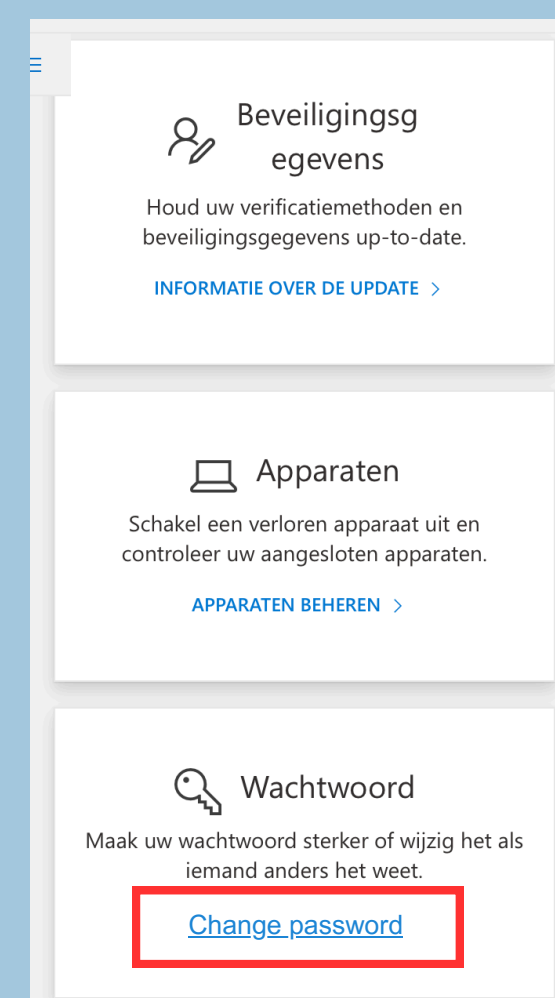 Beveiligingsg
egevens
Houd uw verificatiemethoden en
beveiligingsgegevens up-to-date.
INFORMATIE OVER DE UPDATE >
Apparaten
Schakel een verloren apparaat uit en
controleer uw aangesloten apparaten.
APPARATEN BEHEREN >
Wachtwoord
Maak uw wachtwoord sterker of wijzig het als
iemand anders het weet.
Change password